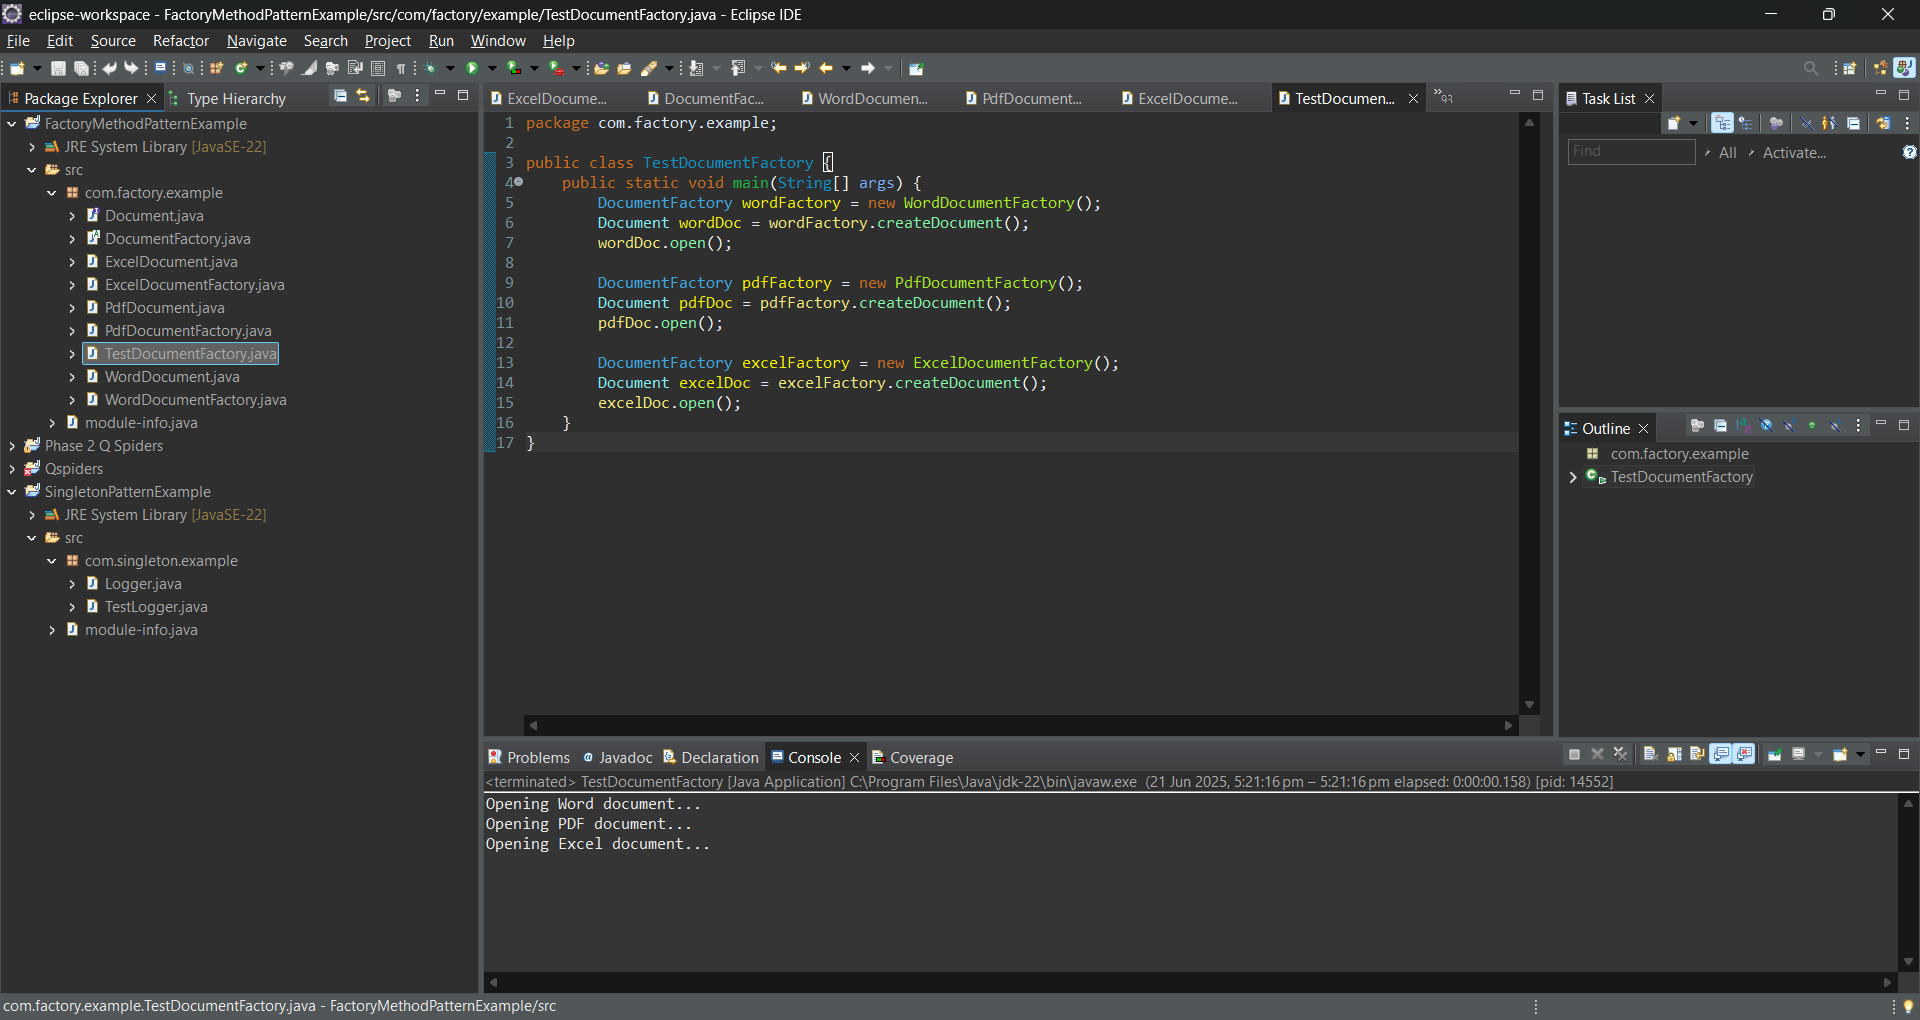 eclipse-workspace - FactoryMethodPatternExample/src/com/factory/example/TestDocumentFactory.java - Eclipse IDE
File Edit Source Refactor Navigate Search Project Run Window Help
Package Explorer
Type Hierarchy
FactoryMethodPatternExample
JRE System Library [JavaSE-22]
src
com.factory.example
Document.java
DocumentFactory.java
ExcelDocument.java
ExcelDocumentFactory.java
PdfDocument.java
PdfDocumentFactory.java
TestDocumentFactory.java
WordDocument.java
WordDocumentFactory.java
module-info.java
Phase 2 Q Spiders
Qspiders
SingletonPatternExample
JRE System Library [JavaSE-22]
src
com.singleton.example
Logger.java
TestLogger.java
module-info.java
ExcelDocume... DocumentFac... WordDocumen... PdfDocument... ExcelDocume... TestDocumen... »93
1 package com.factory.example;
2
3 public class TestDocumentFactory {
4 public static void main(String[] args) {
5 DocumentFactory wordFactory = new WordDocumentFactory();
6 Document wordDoc = wordFactory.createDocument();
7 wordDoc.open();
8
9 DocumentFactory pdfFactory = new PdfDocumentFactory();
10 Document pdfDoc = pdfFactory.createDocument();
11 pdfDoc.open();
12
13 DocumentFactory excelFactory = new ExcelDocumentFactory();
14 Document excelDoc = excelFactory.createDocument();
15 excelDoc.open();
16 }
17 }
Task List
Find
All
Activate...
Outline
com.factory.example
TestDocumentFactory
Problems Javadoc Declaration Console Coverage
<terminated> TestDocumentFactory [Java Application] C:\Program Files\Java\jdk-22\bin\javaw.exe (21 Jun 2025, 5:21:16 pm – 5:21:16 pm elapsed: 0:00:00.158) [pid: 14552]
Opening Word document...
Opening PDF document...
Opening Excel document...
com.factory.example.TestDocumentFactory.java - FactoryMethodPatternExample/src